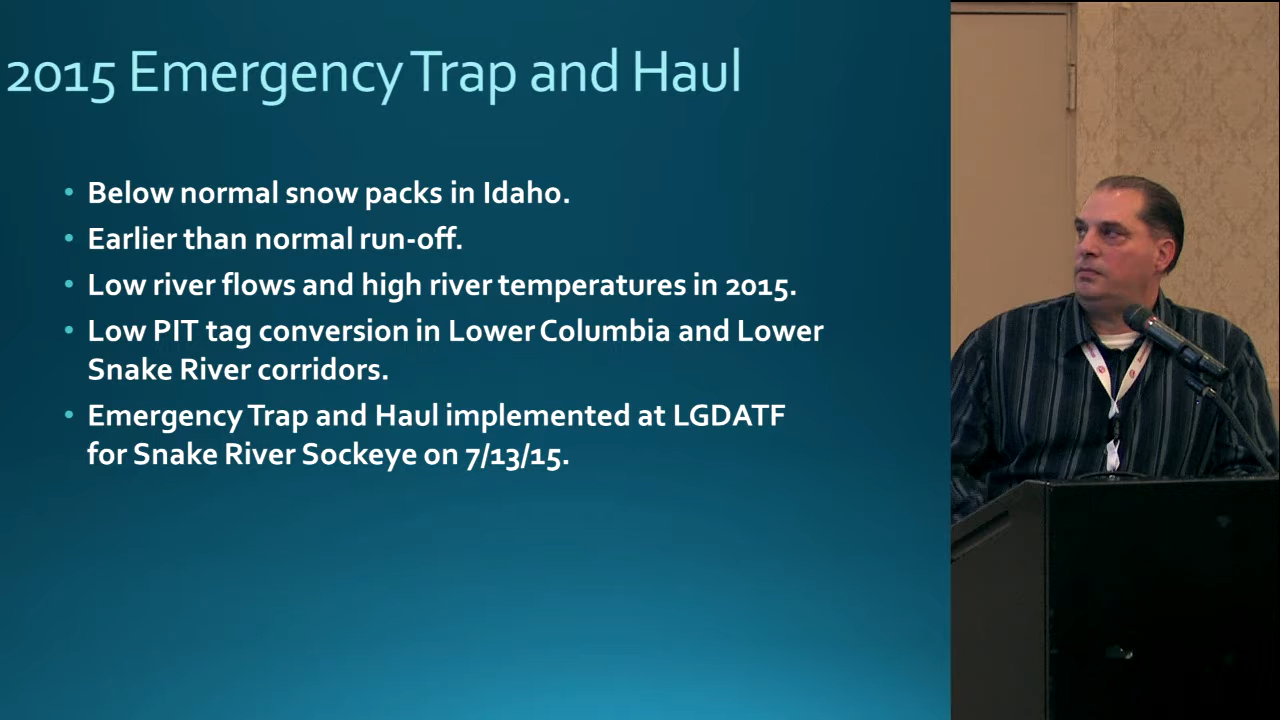 2015 Emergency Trap and Haul
• Below normal snow packs in Idaho.
• Earlier than normal run-off.
• Low river flows and high river temperatures in 2015.
• Low PIT tag conversion in Lower Columbia and Lower
Snake River corridors.
• Emergency Trap and Haul implemented at LGDATF
for Snake River Sockeye on 7/13/15.